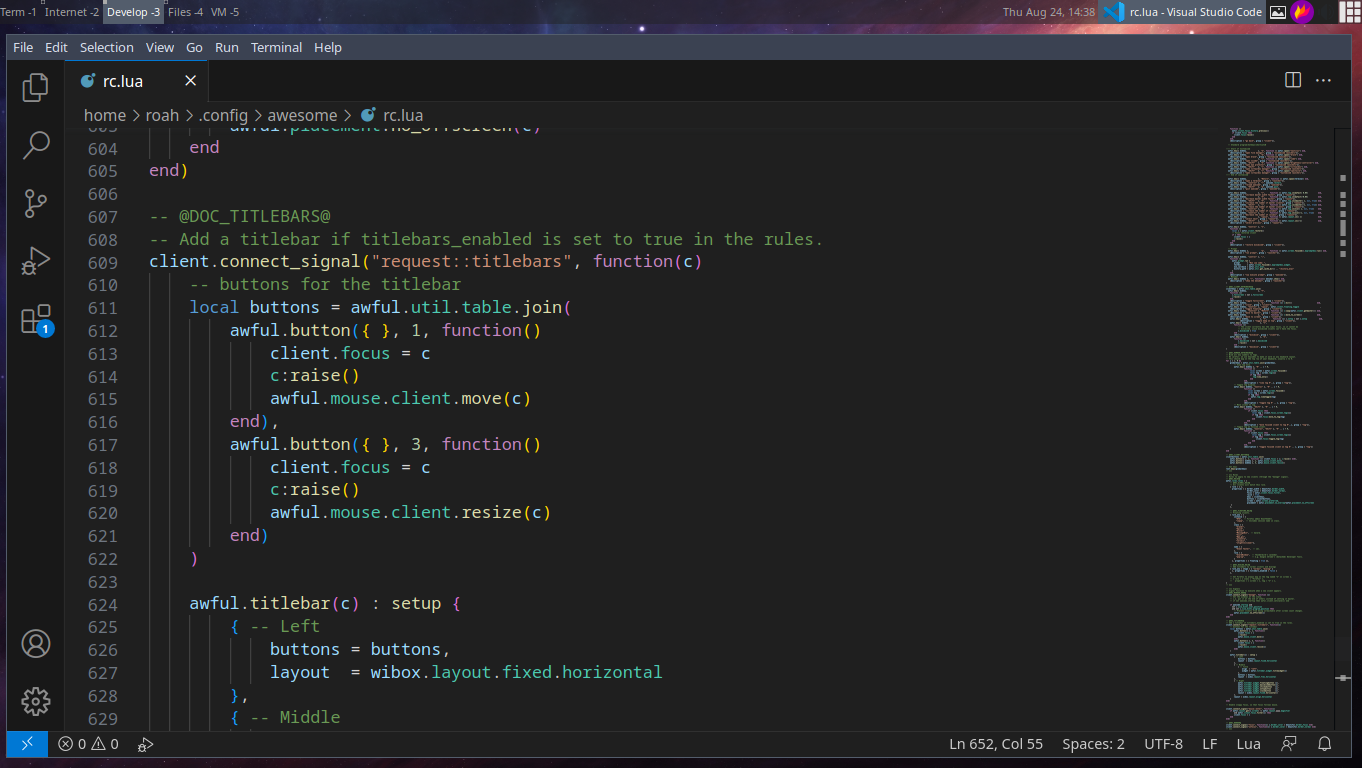 Term -1 Internet -2 Develop -3 Files -4 VM -5 Thu Aug 24, 14:38 rc.lua - Visual Studio Code
File Edit Selection View Go Run Terminal Help
rc.lua
home > roah > .config > awesome > rc.lua
603 awful.placement.no_offscreen(c)
604 end
605 end)
606
607 -- @DOC_TITLEBARS@
608 -- Add a titlebar if titlebars_enabled is set to true in the rules.
609 client.connect_signal("request::titlebars", function(c)
610 -- buttons for the titlebar
611 local buttons = awful.util.table.join(
612 awful.button({ }, 1, function()
613 client.focus = c
614 c:raise()
615 awful.mouse.client.move(c)
616 end),
617 awful.button({ }, 3, function()
618 client.focus = c
619 c:raise()
620 awful.mouse.client.resize(c)
621 end)
622 )
623
624 awful.titlebar(c) : setup {
625 { -- Left
626 buttons = buttons,
627 layout  = wibox.layout.fixed.horizontal
628 },
629 { -- Middle
1
0 0 Ln 652, Col 55 Spaces: 2 UTF-8 LF Lua